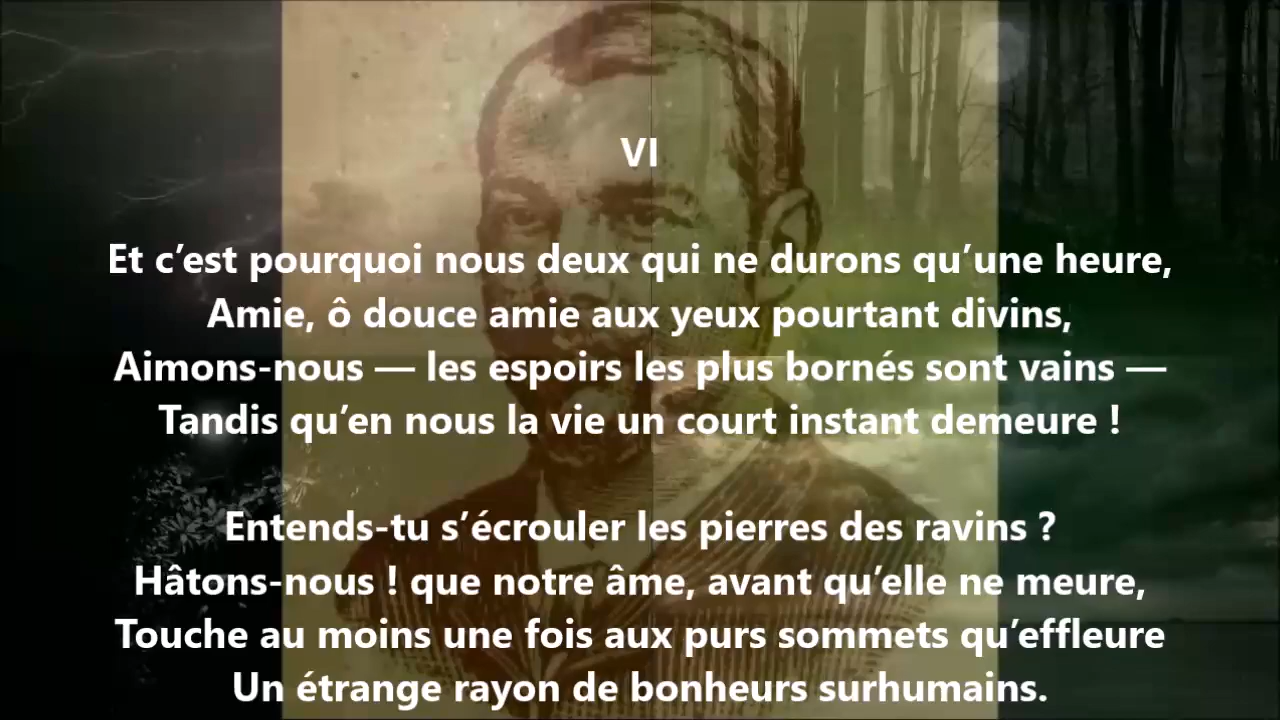 VI
Et c’est pourquoi nous deux qui ne durons qu’une heure,
Amie, ô douce amie aux yeux pourtant divins,
Aimons-nous — les espoirs les plus bornés sont vains —
Tandis qu’en nous la vie un court instant demeure !
Entends-tu s’écrouler les pierres des ravins ?
Hâtons-nous ! que notre âme, avant qu’elle ne meure,
Touche au moins une fois aux purs sommets qu’effleure
Un étrange rayon de bonheurs surhumains.